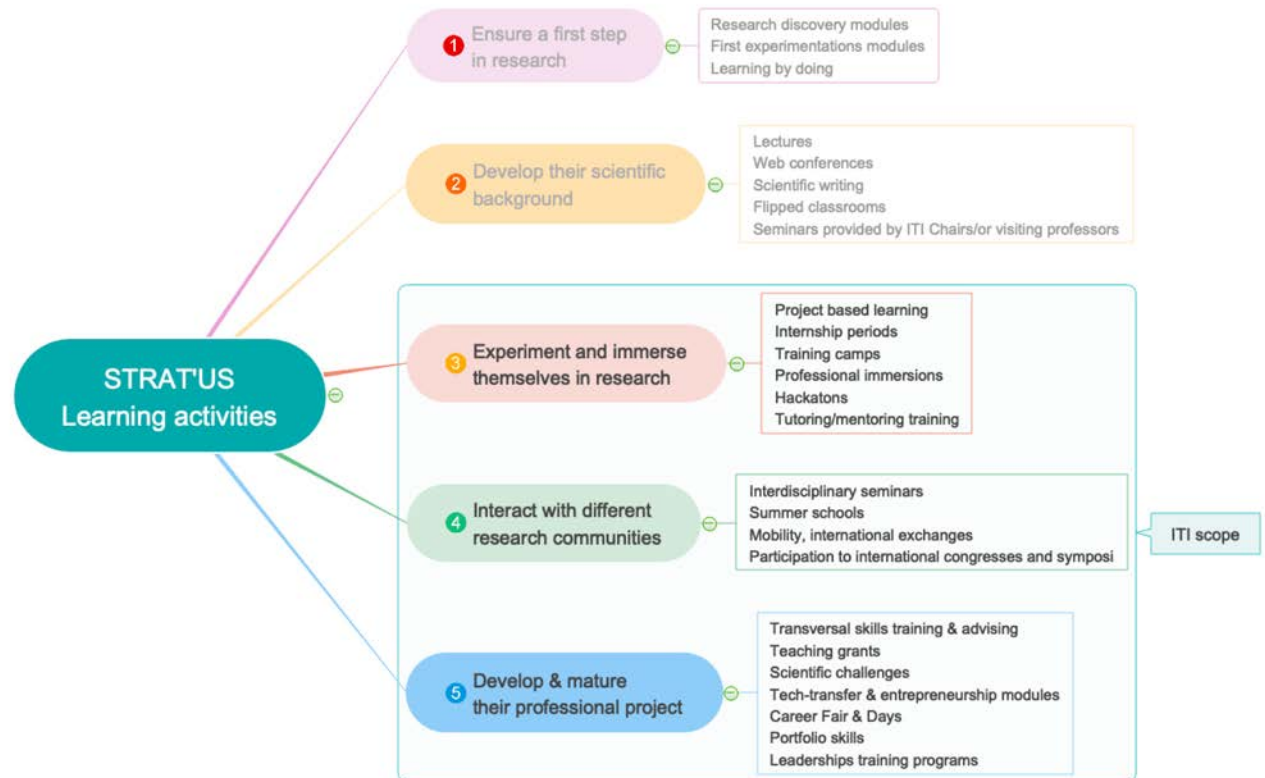 1 Ensure a first step
in research
Research discovery modules
First experimentations modules
Learning by doing
2 Develop their scientific
background
Lectures
Web conferences
Scientific writing
Flipped classrooms
Seminars provided by ITI Chairs/or visiting professors
STRAT'US
Learning activities
3 Experiment and immerse
themselves in research
Project based learning
Internship periods
Training camps
Professional immersions
Hackatons
Tutoring/mentoring training
4 Interact with different
research communities
Interdisciplinary seminars
Summer schools
Mobility, international exchanges
Participation to international congresses and symposi
ITI scope
5 Develop & mature
their professional project
Transversal skills training & advising
Teaching grants
Scientific challenges
Tech-transfer & entrepreneurship modules
Career Fair & Days
Portfolio skills
Leaderships training programs